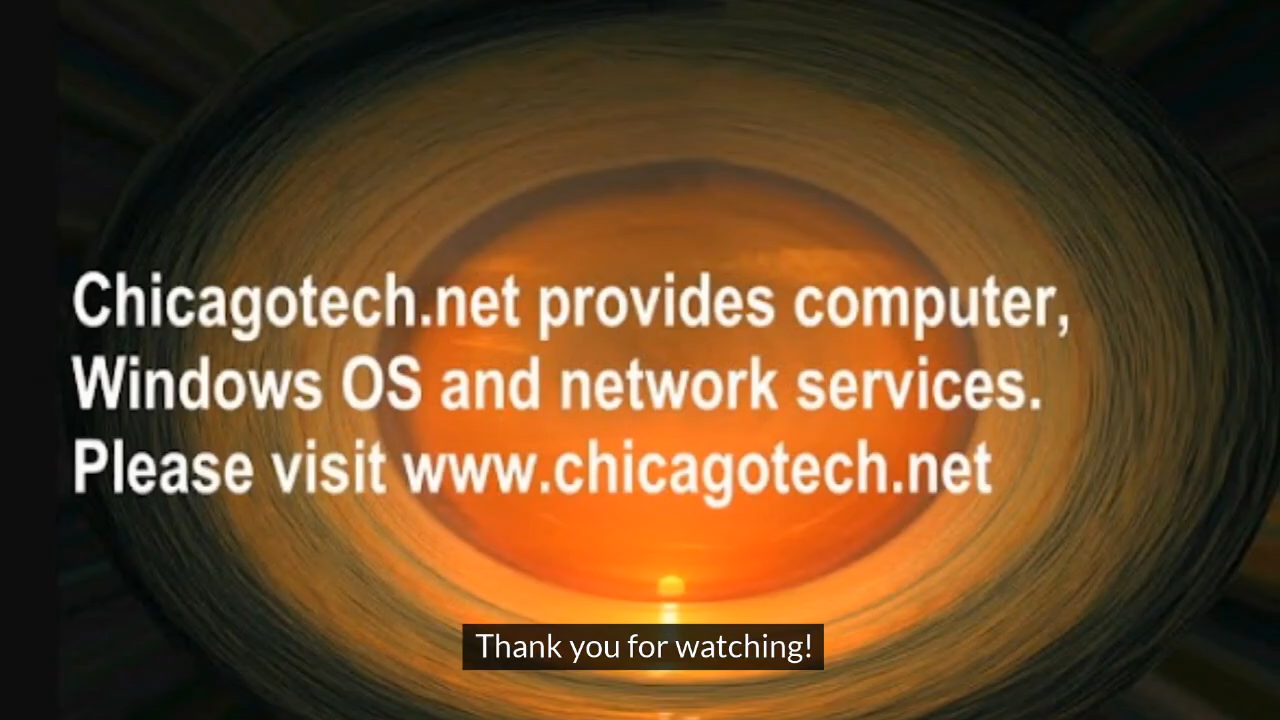 Chicagotech.net provides computer,
Windows OS and network services.
Please visit www.chicagotech.net
Thank you for watching!